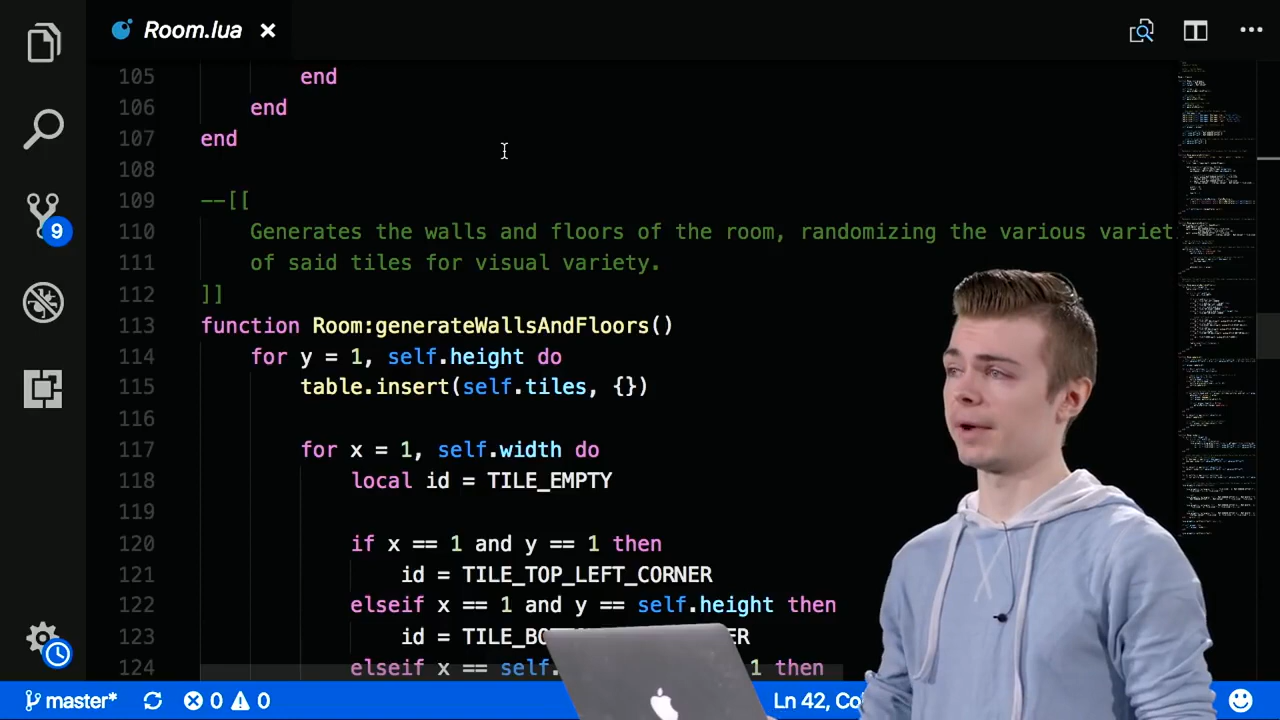 Room.lua
105 end
106 end
107 end
108
109 --[[
110 Generates the wallsand floors of the room, randomizing the various variet
111 of said tiles for visual variety.
112 ]]
113 function Room:generateWallsAndFloors()
114 for y = 1, self.height do
115 table.insert(self.tiles, {})
116
117 for x = 1, self.width do
118 local id = TILE_EMPTY
119
120 if x == 1 and y == 1 then
121 id = TILE_TOP_LEFT_CORNER
122 elseif x == 1 and y == self.height then
123 id =
124 elseif x == self. 1 then
9
master* 0 0 Ln 42,